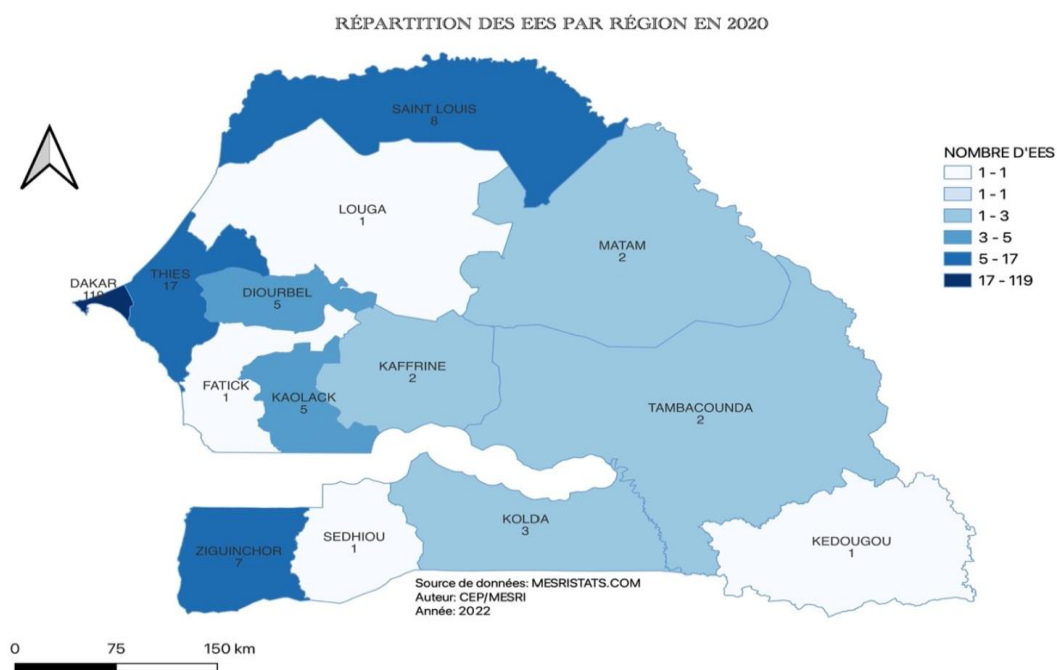 RÉPARTITION DES EES PAR RÉGION EN 2020
SAINT LOUIS
8
NOMBRE D'EES
1 - 1
1 - 1
1 - 3
3 - 5
5 - 17
17 - 119
LOUGA
1
MATAM
2
DAKAR
119
THIES
17
DIOURBEL
5
KAFFRINE
2
FATICK
1
KAOLACK
5
TAMBACOUNDA
2
KOLDA
3
SEDHIOU
1
ZIGUINCHOR
7
KEDOUGOU
1
Source de données: MESRISTATS.COM
Auteur: CEP/MESRI
Année: 2022
0 75 150 km